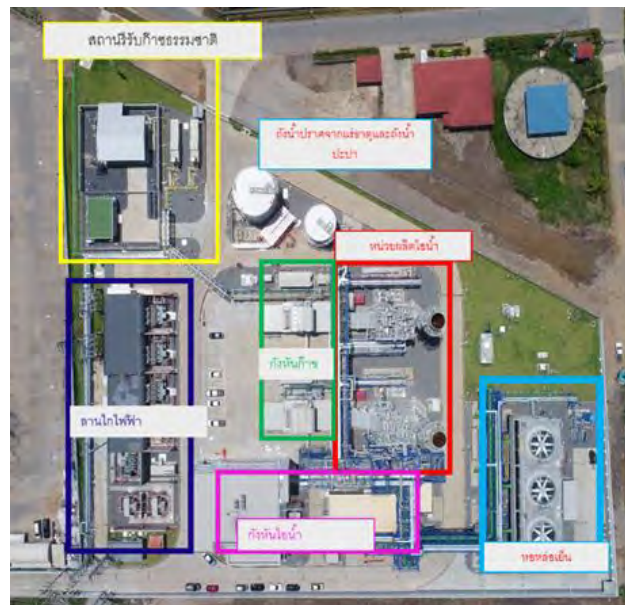 สถานีรับก๊าซธรรมชาติ
ถังน้ำปราศจากแร่ธาตุและถังน้ำ
ประปา
หน่วยผลิตไอน้ำ
กังหันก๊าซ
ลานไกไฟฟ้า
กังหันไอน้ำ
หอหล่อเย็น